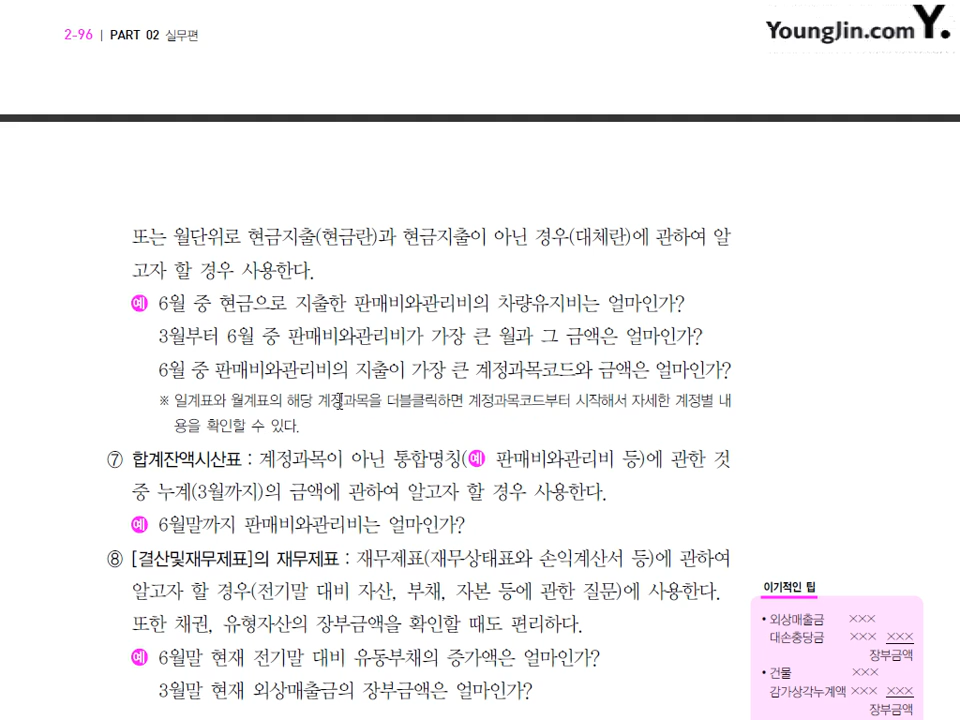 2-96 | PART 02 실무편
YoungJin.com Y.
또는 월단위로 현금지출(현금란)과 현금지출이 아닌 경우(대체란)에 관하여 알
고자 할 경우 사용한다.
예 6월 중 현금으로 지출한 판매비와관리비의 차량유지비는 얼마인가?
3월부터 6월 중 판매비와관리비가 가장 큰 월과 그 금액은 얼마인가?
6월 중 판매비와관리비의 지출이 가장 큰 계정과목코드와 금액은 얼마인가?
※ 일계표와 월계표의 해당 계정과목을 더블클릭하면 계정과목코드부터 시작해서 자세한 계정별 내
용을 확인할 수 있다.
⑦ 합계잔액시산표 : 계정과목이 아닌 통합명칭(예 판매비와관리비 등)에 관한 것
중 누계(3월까지)의 금액에 관하여 알고자 할 경우 사용한다.
예 6월말까지 판매비와관리비는 얼마인가?
⑧ [결산및재무제표]의 재무제표 : 재무제표(재무상태표와 손익계산서 등)에 관하여
알고자 할 경우(전기말 대비 자산, 부채, 자본 등에 관한 질문)에 사용한다.
또한 채권, 유형자산의 장부금액을 확인할 때도 편리하다.
예 6월말 현재 전기말 대비 유동부채의 증가액은 얼마인가?
3월말 현재 외상매출금의 장부금액은 얼마인가?
이기적인 팁
• 외상매출금 ×××
대손충당금 ××× ×××
장부금액
• 건물 ×××
감가상각누계액 ××× ×××
장부금액